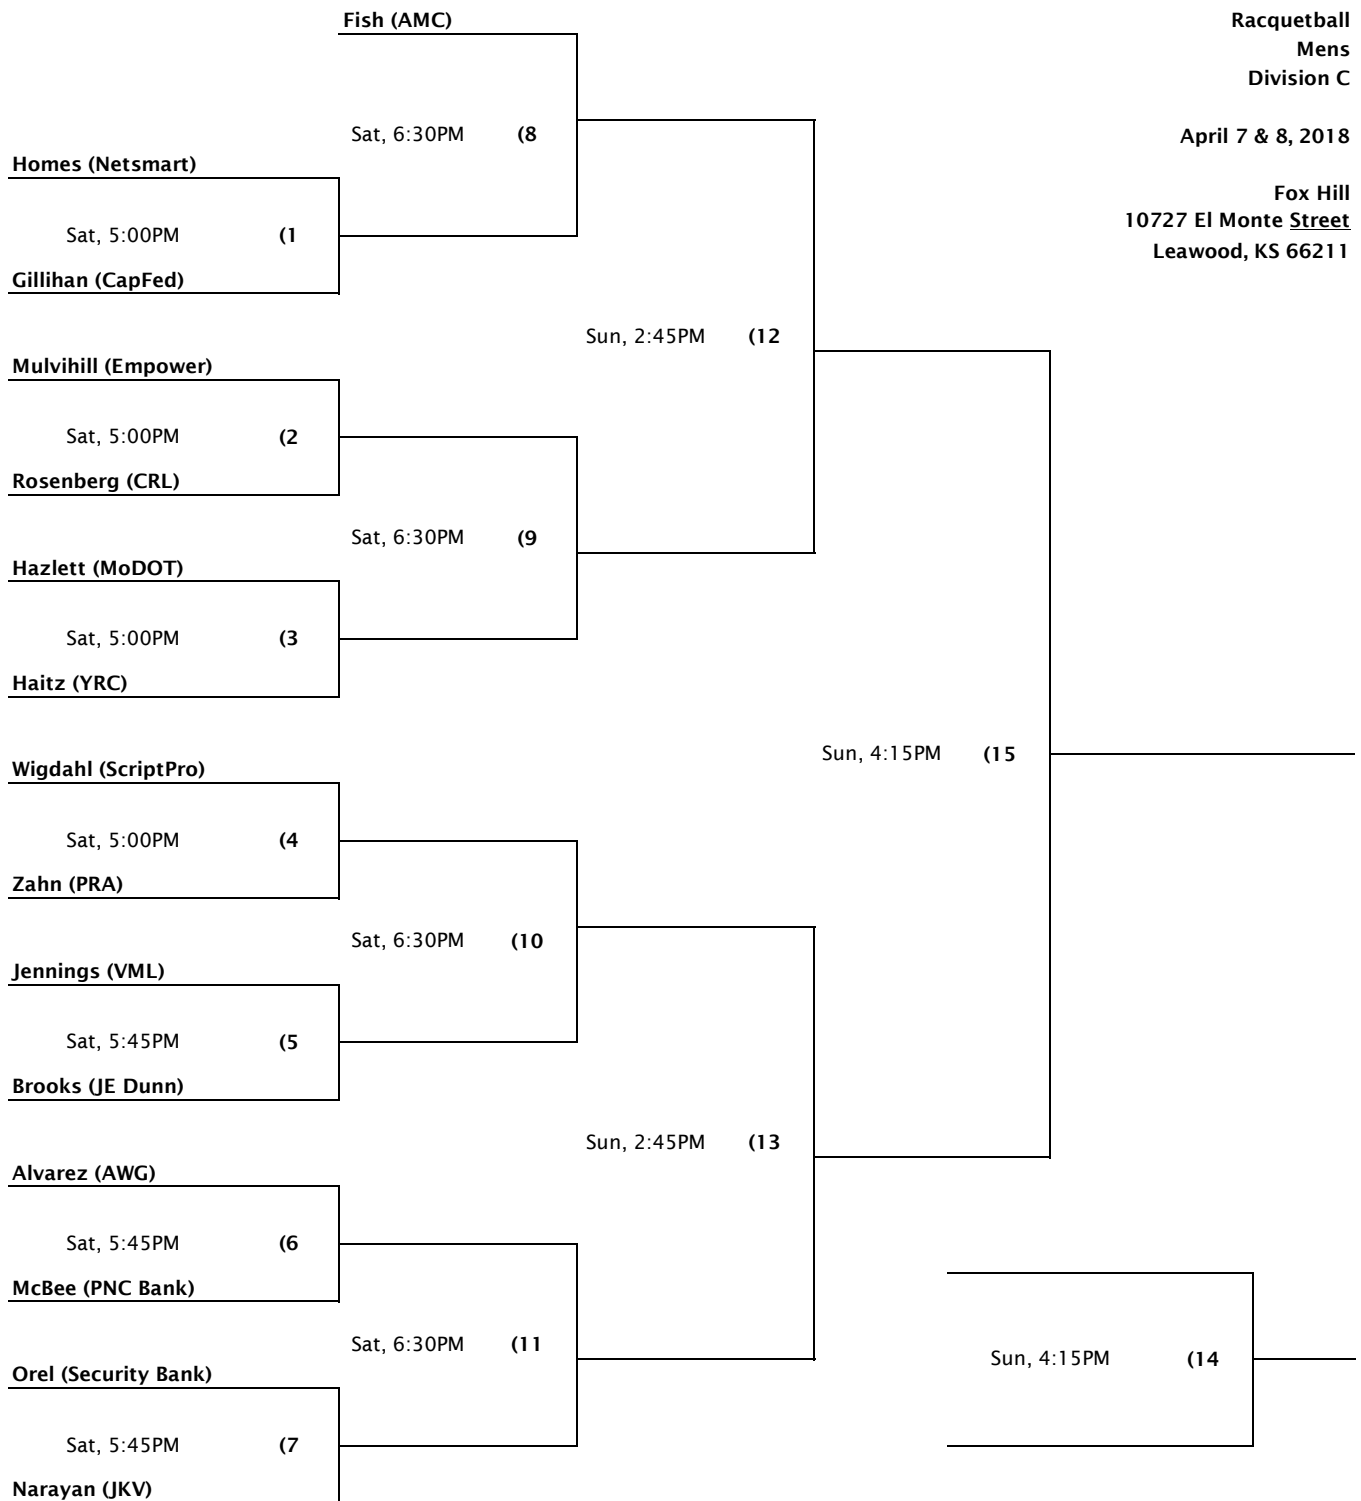 Fish (AMC)
Racquetball
Mens
Division C
Sat, 6:30PM (8
April 7 & 8, 2018
Homes (Netsmart)
Fox Hill
10727 El Monte Street
Sat, 5:00PM (1
Leawood, KS 66211
Gillihan (CapFed)
Sun, 2:45PM (12
Mulvihill (Empower)
Sat, 5:00PM (2
Rosenberg (CRL)
Sat, 6:30PM (9
Hazlett (MoDOT)
Sat, 5:00PM (3
Haitz (YRC)
Sun, 4:15PM (15
Wigdahl (ScriptPro)
Sat, 5:00PM (4
Zahn (PRA)
Sat, 6:30PM (10
Jennings (VML)
Sat, 5:45PM (5
Brooks (JE Dunn)
Sun, 2:45PM (13
Alvarez (AWG)
Sat, 5:45PM (6
McBee (PNC Bank)
Sat, 6:30PM (11
Sun, 4:15PM (14
Orel (Security Bank)
Sat, 5:45PM (7
Narayan (JKV)